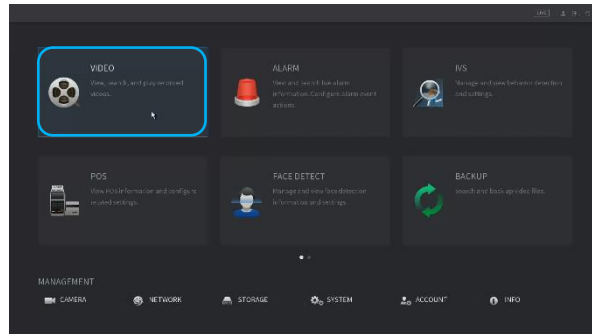 LIVE
VIDEO
View, search, and play recorded
videos.
ALARM
View and search live alarm
information. Configure alarm event
actions.
IVS
Manage and view behavior detection
and settings.
POS
View POS information and configure
related settings.
FACE DETECT
Manage and view face detection
information and settings
BACKUP
Search and back up video files.
MANAGEMENT
CAMERA
NETWORK
STORAGE
SYSTEM
ACCOUNT
INFO